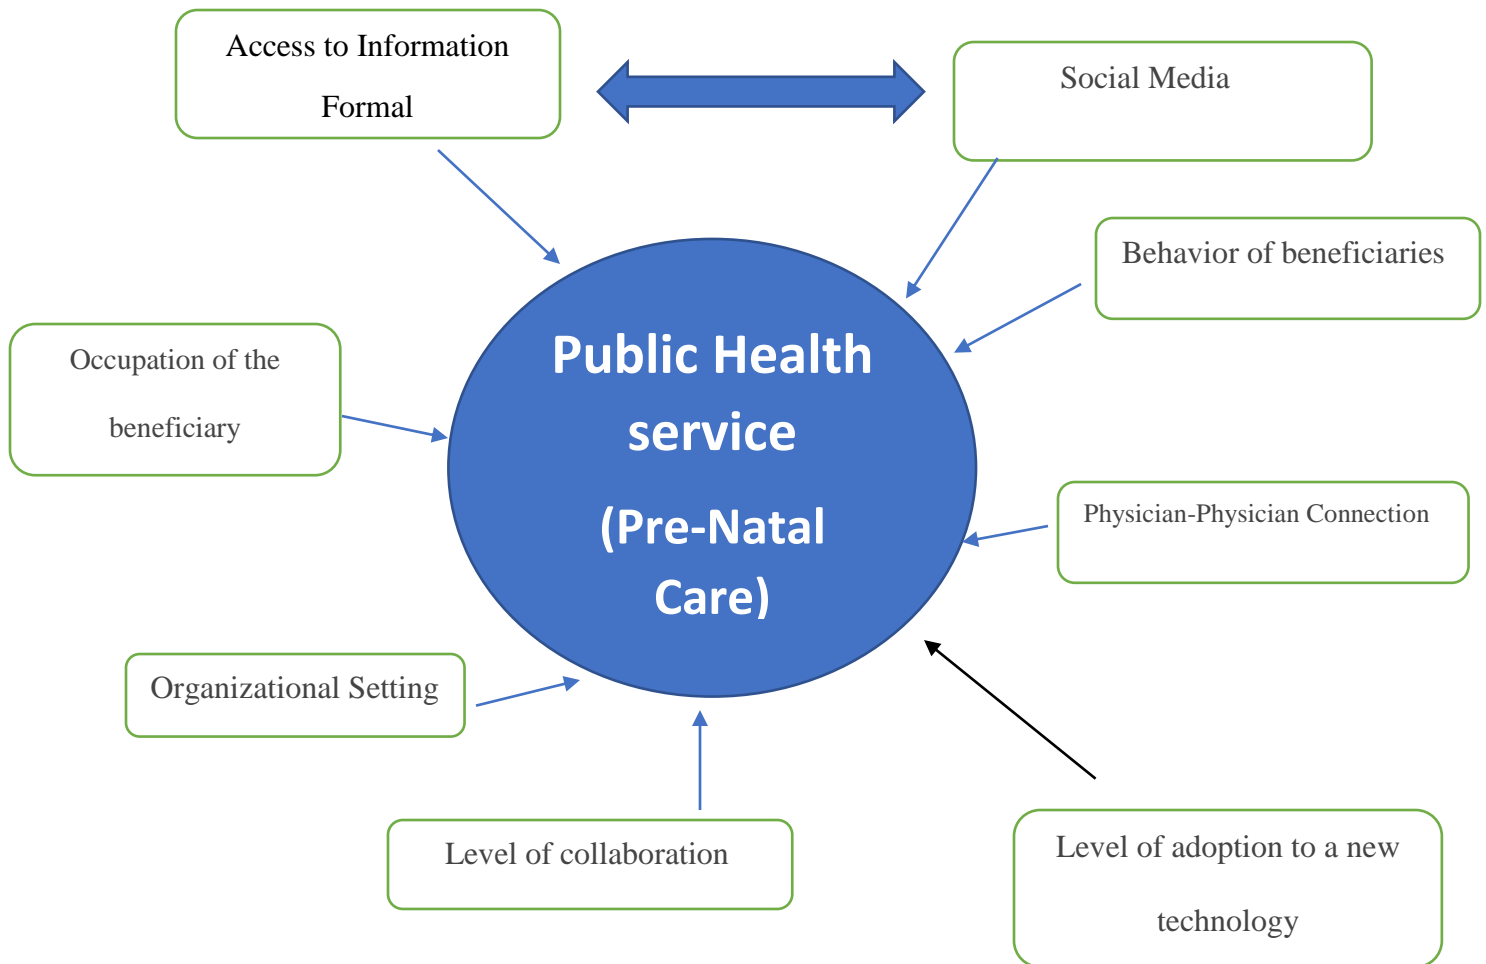 Access to Information
Formal
Social Media
Behavior of beneficiaries
Occupation of the
beneficiary
Public Health
service
(Pre-Natal
Care)
Physician-Physician Connection
Organizational Setting
Level of collaboration
Level of adoption to a new
technology